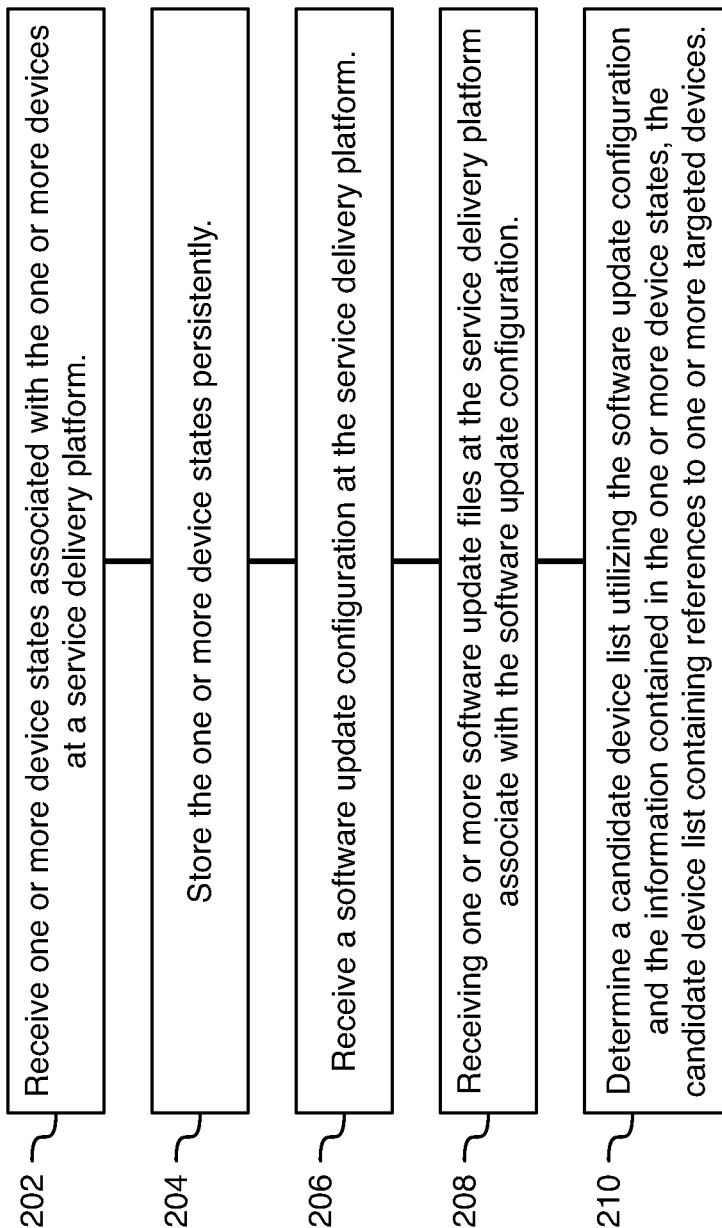 202
Receive one or more device states associated with the one or more devices
at a service delivery platform.
204
Store the one or more device states persistently.
206
Receive a software update configuration at the service delivery platform.
208
Receiving one or more software update files at the service delivery platform
associate with the software update configuration.
210
Determine a candidate device list utilizing the software update configuration
and the information contained in the one or more device states, the
candidate device list containing references to one or more targeted devices.